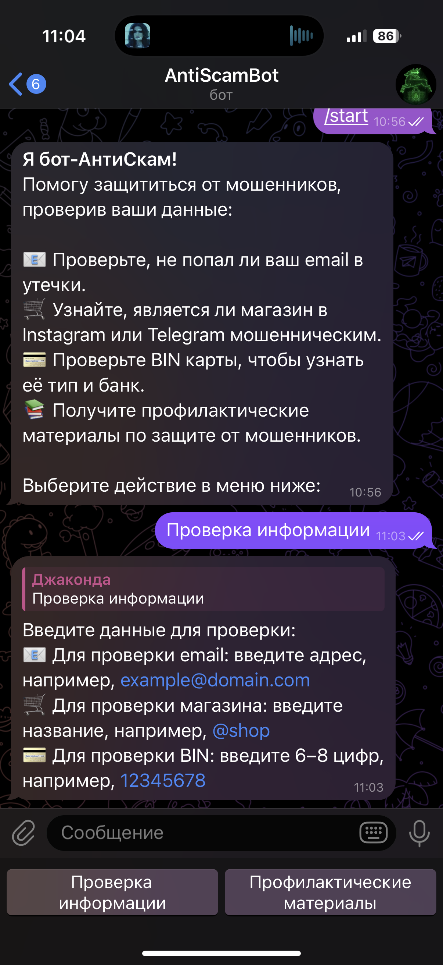 11:04
86
6
AntiScamBot
бот
/start 10:56
Я бот-АнтиСкам!
Помогу защититься от мошенников,
проверив ваши данные:
Проверьте, не попал ли ваш email в
утечки.
Узнайте, является ли магазин в
Instagram или Telegram мошенническим.
Проверьте BIN карты, чтобы узнать
её тип и банк.
Получите профилактические
материалы по защите от мошенников.
Выберите действие в меню ниже: 10:56
Проверка информации 11:03
Джаконда
Проверка информации
Введите данные для проверки:
Для проверки email: введите адрес,
например, example@domain.com
Для проверки магазина: введите
название, например, @shop
Для проверки BIN: введите 6–8 цифр,
например, 12345678
11:03
Сообщение
Проверка
информации
Профилактические
материалы